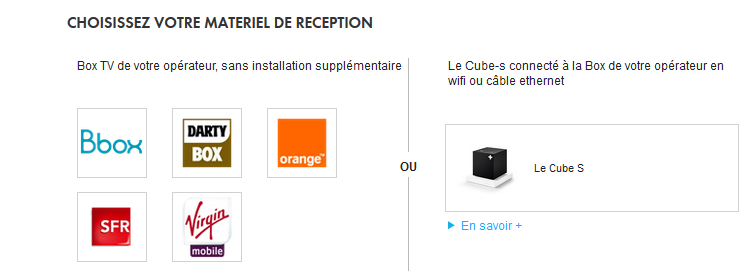 CHOISISSEZ VOTRE MATERIEL DE RECEPTION
Box TV de votre opérateur, sans installation supplémentaire
Bbox
DARTY
BOX
orange™
SFR
Virgin
mobile
OU
Le Cube-s connecté à la Box de votre opérateur en
wifi ou câble ethernet
+
Le Cube S
En savoir +